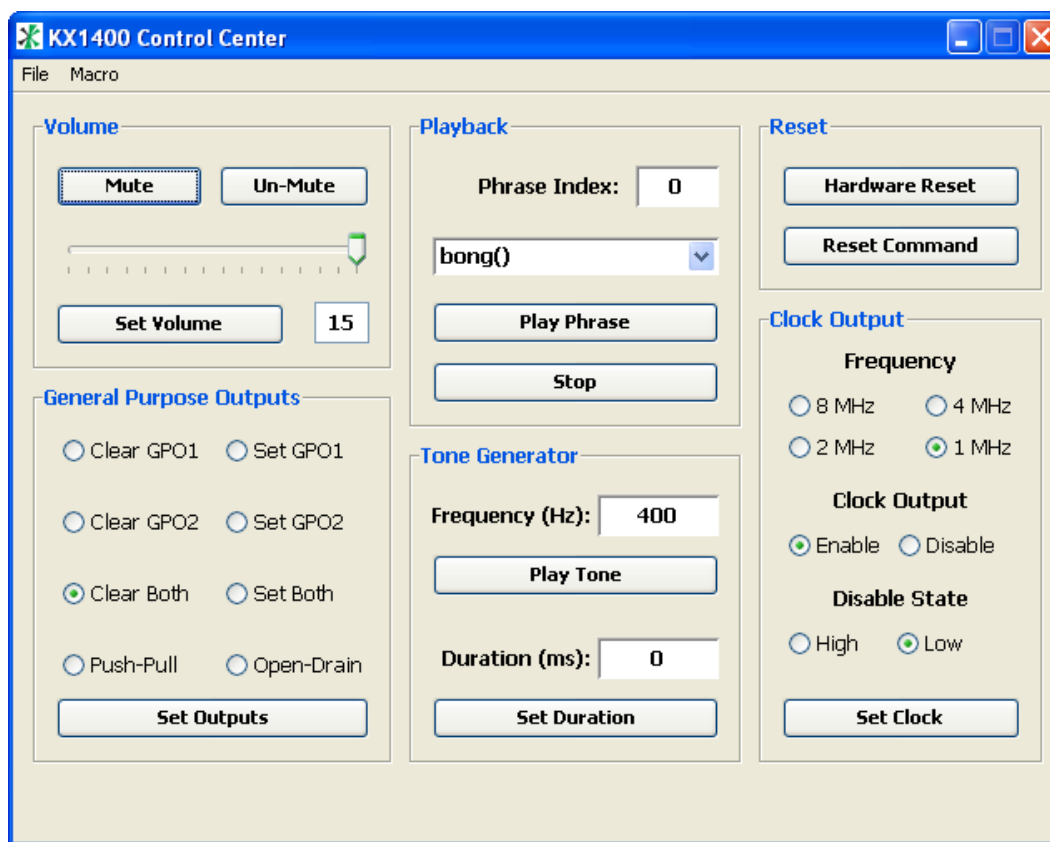 KX1400 Control Center
File Macro
Volume
Mute Un-Mute
Set Volume 15
General Purpose Outputs
Clear GPO1 Set GPO1
Clear GPO2 Set GPO2
Clear Both Set Both
Push-Pull Open-Drain
Set Outputs
Playback
Phrase Index: 0
bong()
Play Phrase
Stop
Tone Generator
Frequency (Hz): 400
Play Tone
Duration (ms): 0
Set Duration
Reset
Hardware Reset
Reset Command
Clock Output
Frequency
8 MHz 4 MHz
2 MHz 1 MHz
Clock Output
Enable Disable
Disable State
High Low
Set Clock